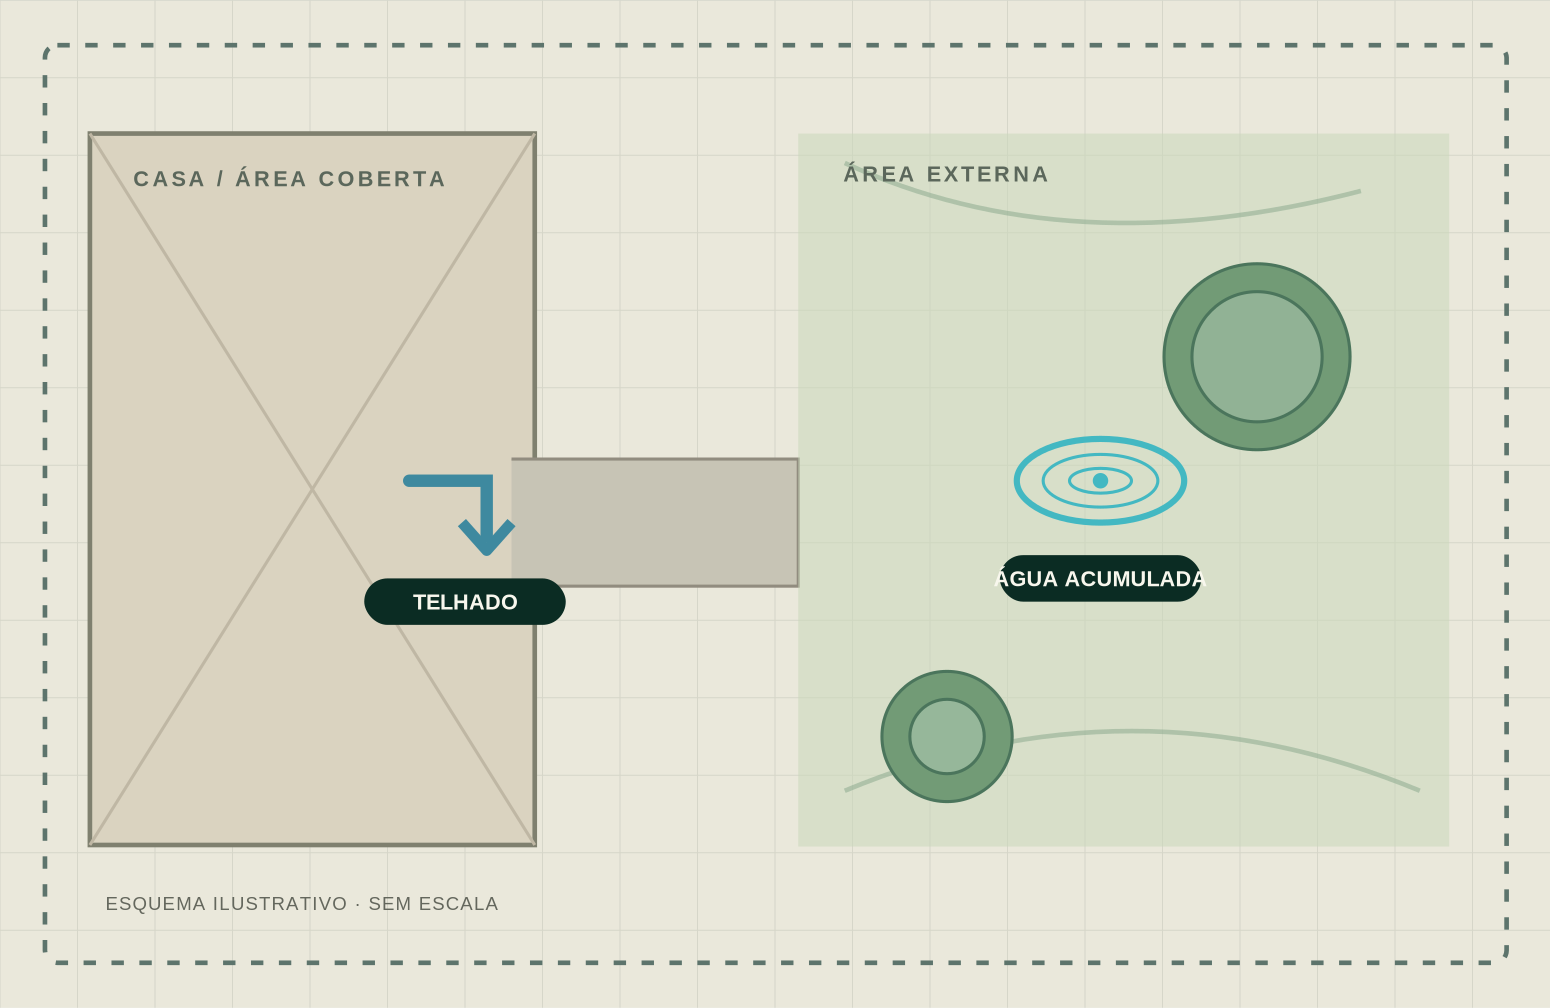 CASA / ÁREA COBERTA
ÁREA EXTERNA
TELHADO
ÁGUA ACUMULADA
ESQUEMA ILUSTRATIVO · SEM ESCALA